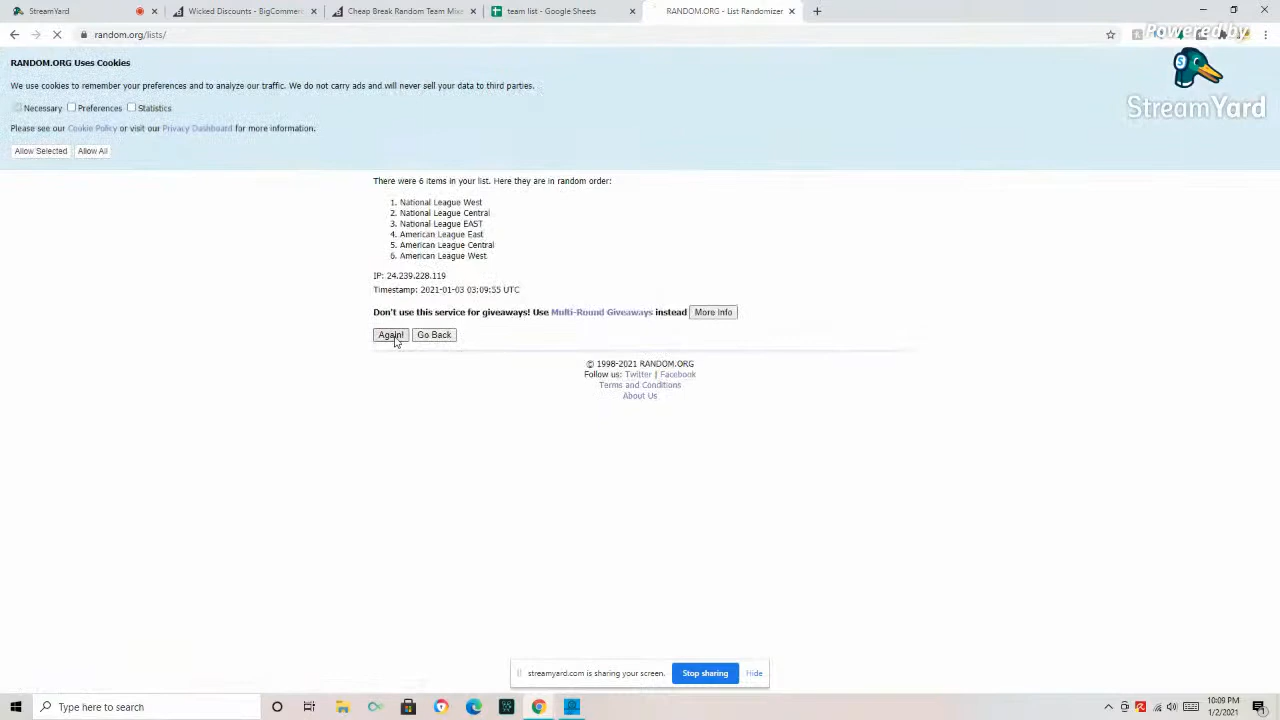 StreamYard
Wicked Discounts - BigCommerc
Cheap Break Random Team Mixe
team list - Google Sheets
RANDOM.ORG - List Randomizer
random.org/lists/
Powered by
StreamYard
RANDOM.ORG Uses Cookies
We use cookies to remember your preferences and to analyze our traffic. We do not carry ads and will never sell your data to third parties.
Necessary Preferences Statistics
Please see our Cookie Policy or visit our Privacy Dashboard for more information.
Allow Selected Allow All
There were 6 items in your list. Here they are in random order:
1. National League West
2. National League Central
3. National League EAST
4. American League East
5. American League Central
6. American League West
IP: 24.239.228.119
Timestamp: 2021-01-03 03:09:55 UTC
Don't use this service for giveaways! Use Multi-Round Giveaways instead More Info
Again! Go Back
© 1998-2021 RANDOM.ORG
Follow us: Twitter | Facebook
Terms and Conditions
About Us
streamyard.com is sharing your screen. Stop sharing Hide
Type here to search
10:09 PM
1/2/2021